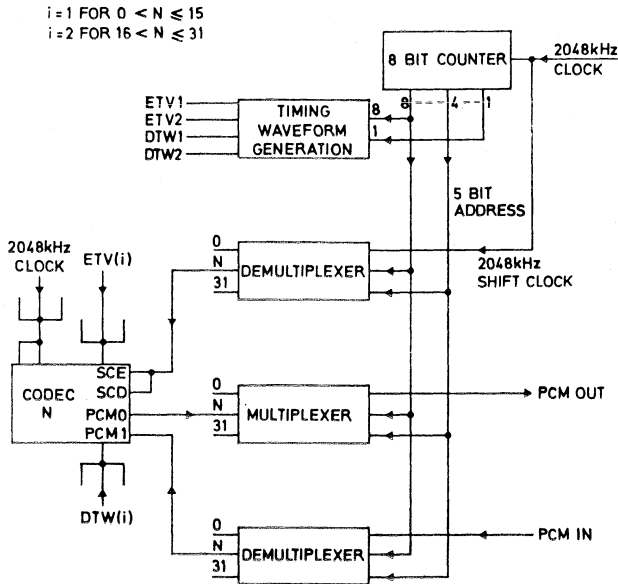 i=1 FOR 0 < N ≤ 15
i=2 FOR 16 < N ≤ 31
8 BIT COUNTER
2048kHz
CLOCK
8 4 1
ETV1
ETV2
DTW1
DTW2
TIMING
WAVEFORM
GENERATION
8
1
5 BIT
ADDRESS
2048kHz
CLOCK
ETV(i)
0
N
31
DEMULTIPLEXER
2048kHz
SHIFT CLOCK
CODEC
N
SCE
SCD
PCM0
PCM1
0
N
31
MULTIPLEXER
PCM OUT
DTW(i)
0
N
31
DEMULTIPLEXER
PCM IN